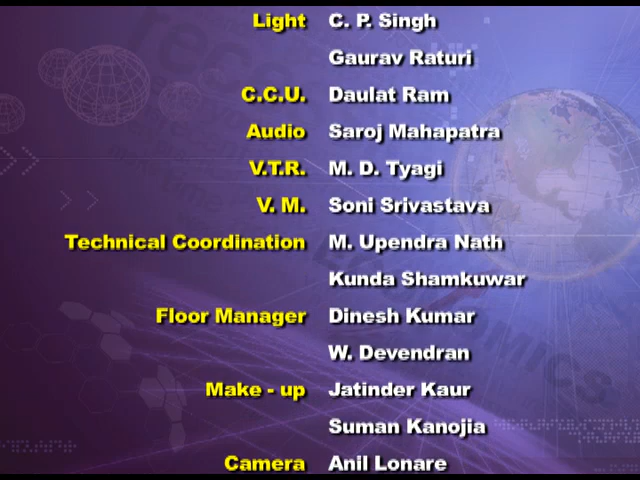 Light C. P. Singh
Gaurav Raturi
C.C.U. Daulat Ram
Audio Saroj Mahapatra
V.T.R. M. D. Tyagi
V. M. Soni Srivastava
Technical Coordination M. Upendra Nath
Kunda Shamkuwar
Floor Manager Dinesh Kumar
W. Devendran
Make - up Jatinder Kaur
Suman Kanojia
Camera Anil Lonare